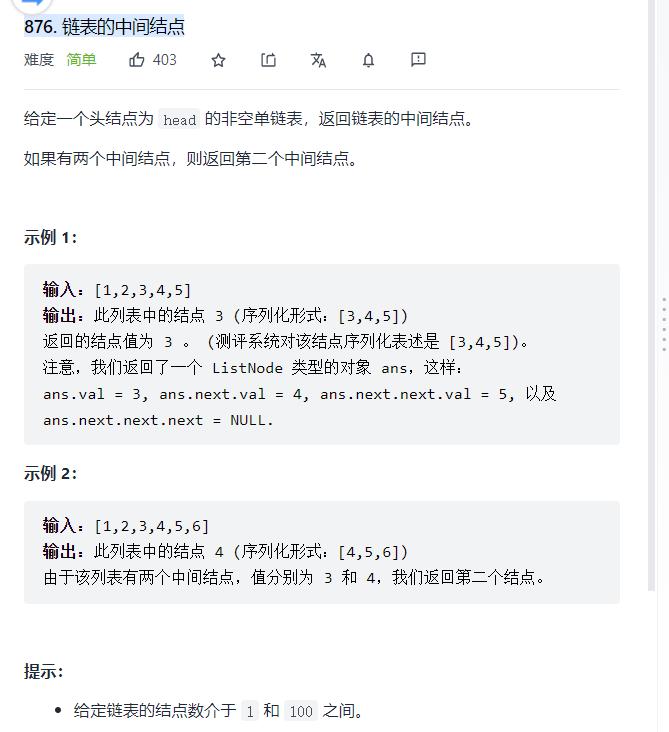 876. 链表的中间结点
难度 简单 403
给定一个头结点为 head 的非空单链表，返回链表的中间结点。
如果有两个中间结点，则返回第二个中间结点。
示例 1：
输入：[1,2,3,4,5]
输出：此列表中的结点 3 (序列化形式：[3,4,5])
返回的结点值为 3 。 (测评系统对该结点序列化表述是 [3,4,5])。
注意，我们返回了一个 ListNode 类型的对象 ans，这样：
ans.val = 3, ans.next.val = 4, ans.next.next.val = 5, 以及
ans.next.next.next = NULL.
示例 2：
输入：[1,2,3,4,5,6]
输出：此列表中的结点 4 (序列化形式：[4,5,6])
由于该列表有两个中间结点，值分别为 3 和 4，我们返回第二个结点。
提示：
• 给定链表的结点数介于 1 和 100 之间。